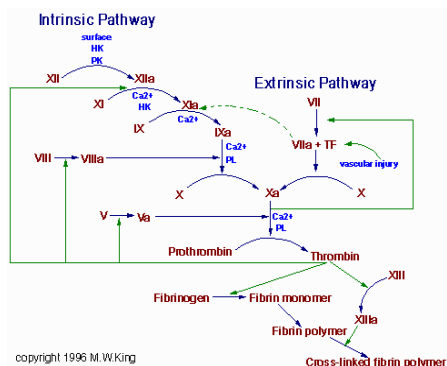 Intrinsic Pathway
surface
HK
PK
XII
XIIa
Ca2+
HK
XI
XIa
Extrinsic Pathway
Ca2+
IX
IXa
VII
Ca2+
PL
VIIa + TF
VIII
VIIIa
vascular injury
X
Xa
X
V
Va
Ca2+
PL
Prothrombin
Thrombin
XIII
Fibrinogen
Fibrin monomer
XIIIa
Fibrin polymer
copyright 1996 M.W.King
Cross-linked fibrin polymer